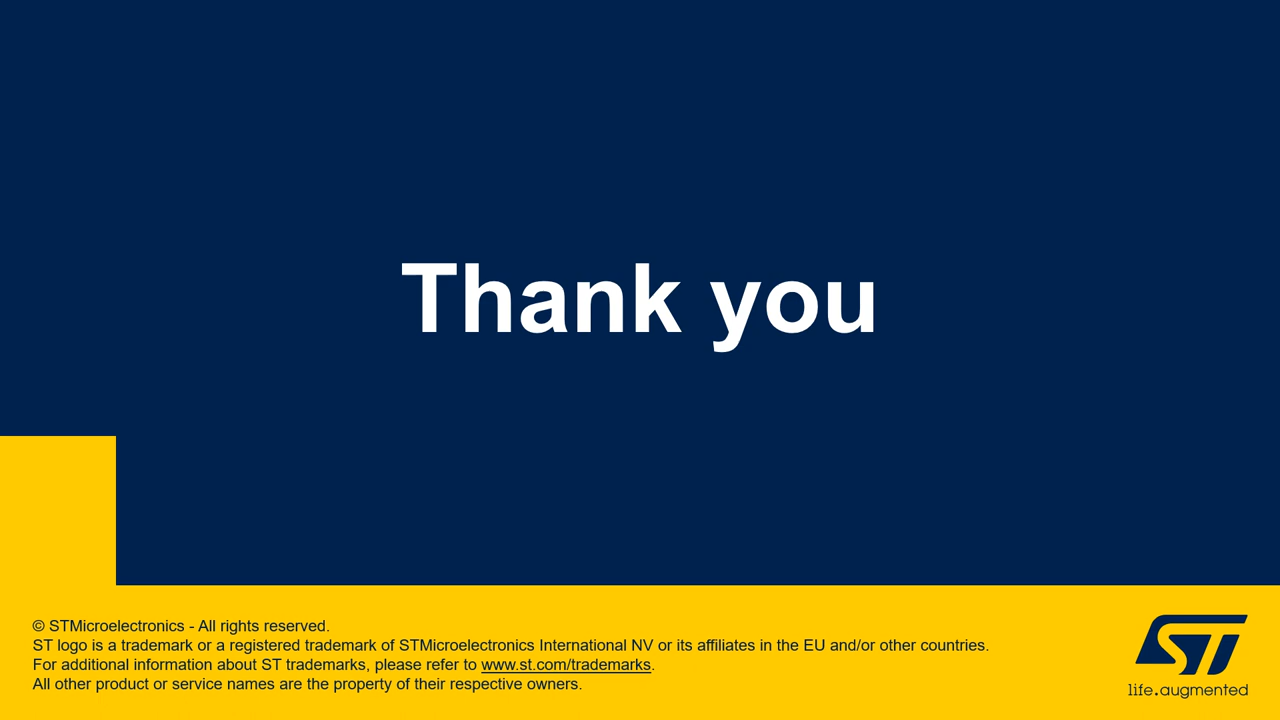 Thank you
© STMicroelectronics - All rights reserved.
ST logo is a trademark or a registered trademark of STMicroelectronics International NV or its affiliates in the EU and/or other countries.
For additional information about ST trademarks, please refer to www.st.com/trademarks.
All other product or service names are the property of their respective owners.
ST
life.augmented